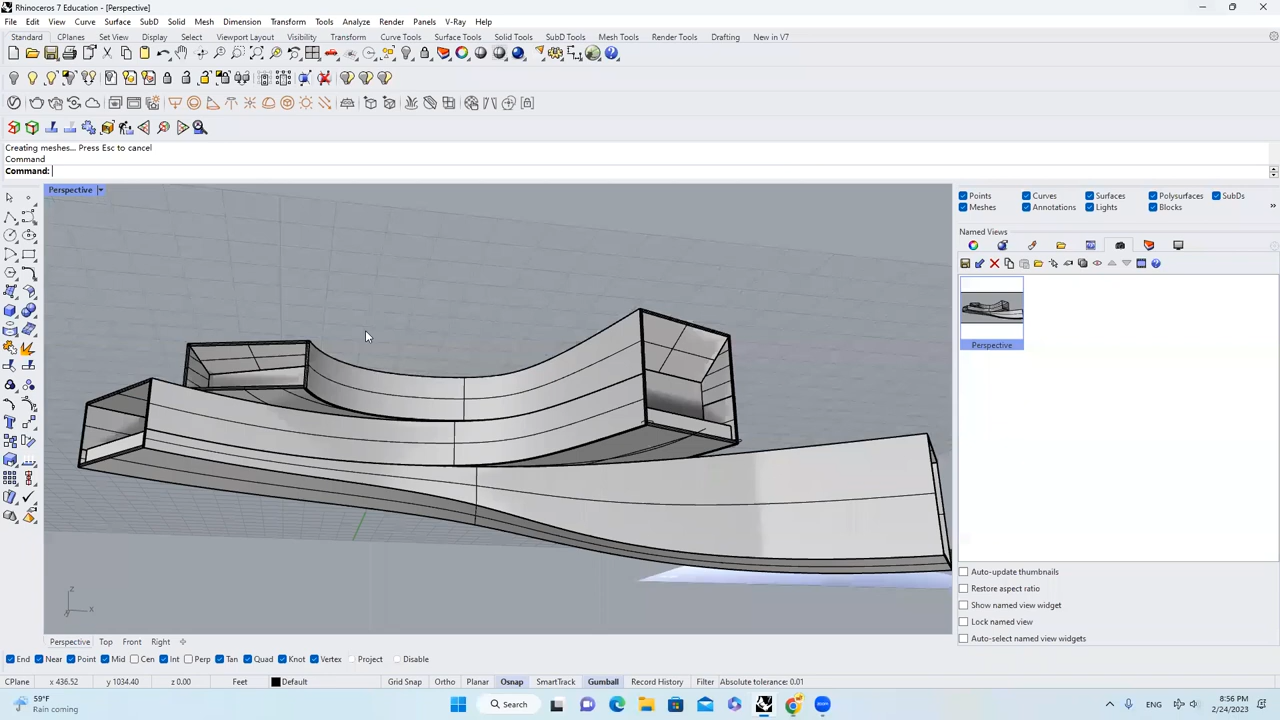 Rhinoceros 7 Education - [Perspective]
File Edit View Curve Surface SubD Solid Mesh Dimension Transform Tools Analyze Render Panels V-Ray Help
Standard CPlanes Set View Display Select Viewport Layout Visibility Transform Curve Tools Surface Tools Solid Tools SubD Tools Mesh Tools Render Tools Drafting New in V7
Creating meshes... Press Esc to cancel
Command
Command:
Perspective
Points Curves Surfaces Polysurfaces SubDs
Meshes Annotations Lights Blocks
Named Views
Perspective
Auto-update thumbnails
Restore aspect ratio
Show named view widget
Lock named view
Auto-select named view widgets
z
y x
Perspective Top Front Right
End Near Point Mid Cen Int Perp Tan Quad Knot Vertex Project Disable
CPlane x 436.52 y 1034.40 z 0.00 Feet Default Grid Snap Ortho Planar Osnap SmartTrack Gumball Record History Filter Absolute tolerance: 0.01
59°F
Rain coming
Search
ENG
8:56 PM
2/24/2023